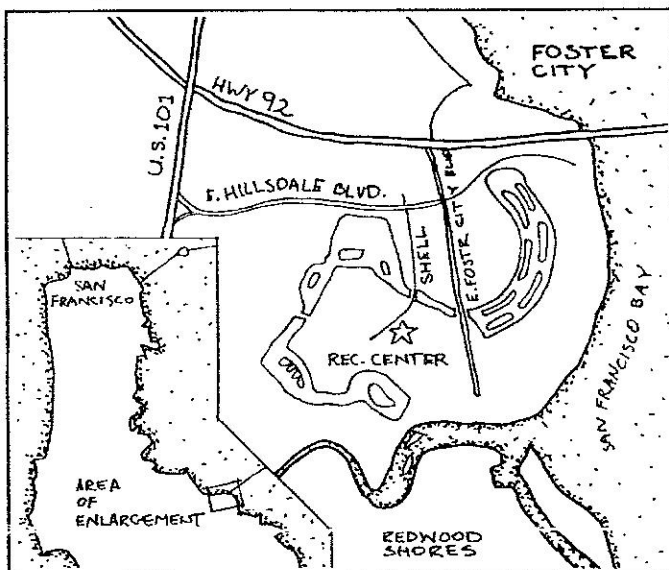 FOSTER
CITY
HWY 92
U.S. 101
E. HILLSDALE BLVD.
E. FOSTR CITY BLVD
SHELL
SAN
FRANCISCO
REC. CENTER
SAN FRANCISCO BAY
AREA
OF
ENLARGEMENT
REDWOOD
SHORES